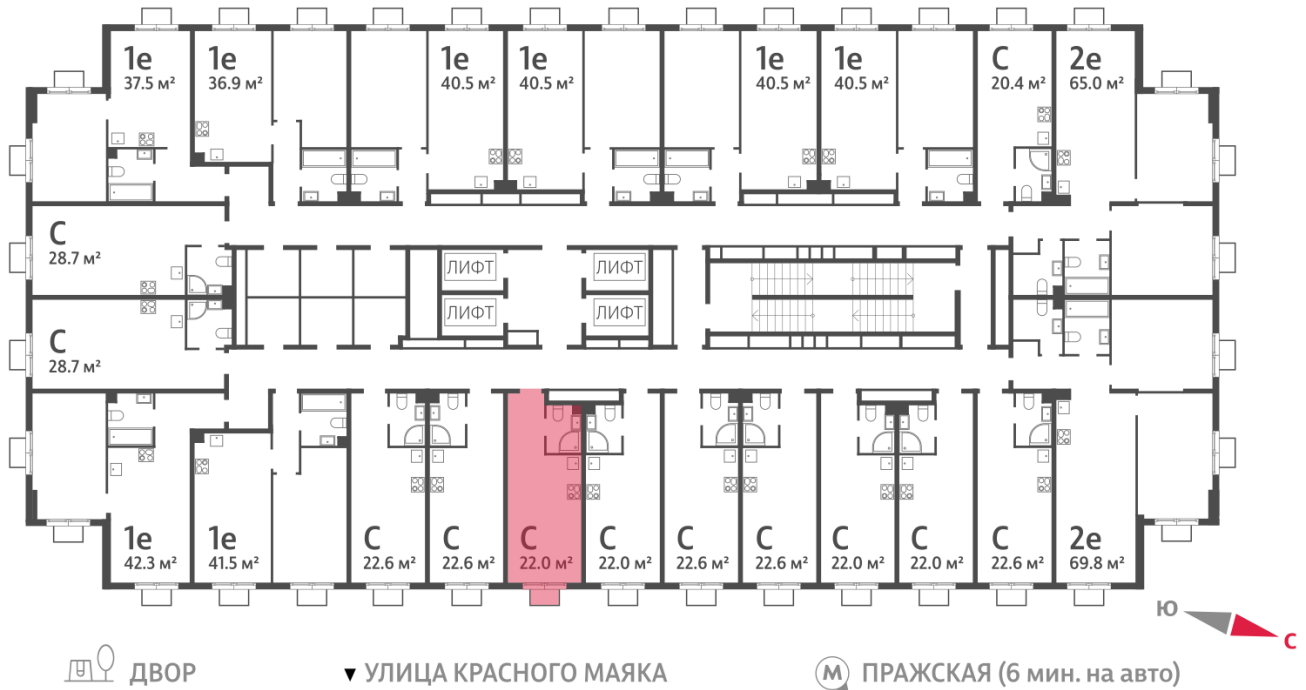 1е 1е 1е 1е 1е 1е С 2е
37.5 м² 36.9 м² 40.5 м² 40.5 м² 40.5 м² 40.5 м² 20.4 м² 65.0 м²
С
28.7 м²
ЛИФТ ЛИФТ
ЛИФТ ЛИФТ
С
28.7 м²
1е 1е С С С С С С С С С 2е
42.3 м² 41.5 м² 22.6 м² 22.6 м² 22.0 м² 22.0 м² 22.6 м² 22.6 м² 22.0 м² 22.0 м² 22.6 м² 69.8 м²
Ю
С
ДВОР ▼ УЛИЦА КРАСНОГО МАЯКА М ПРАЖСКАЯ (6 мин. на авто)